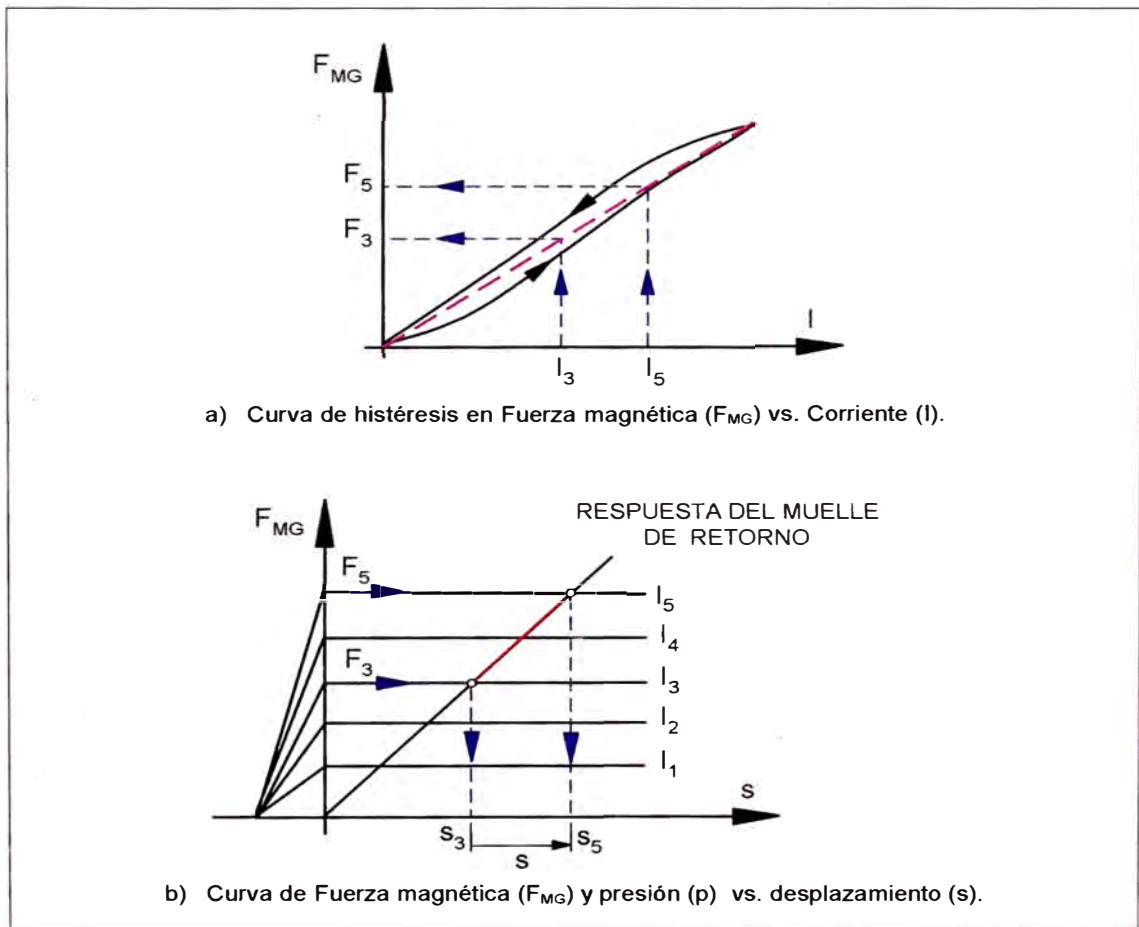 F_MG
F_5
F_3
I
I_3 I_5
a) Curva de histéresis en Fuerza magnética (F_MG) vs. Corriente (I).
RESPUESTA DEL MUELLE
DE RETORNO
F_MG
F_5
I_5
I_4
F_3
I_3
I_2
I_1
s
s_3 s_5
s
b) Curva de Fuerza magnética (F_MG) y presión (p) vs. desplazamiento (s).